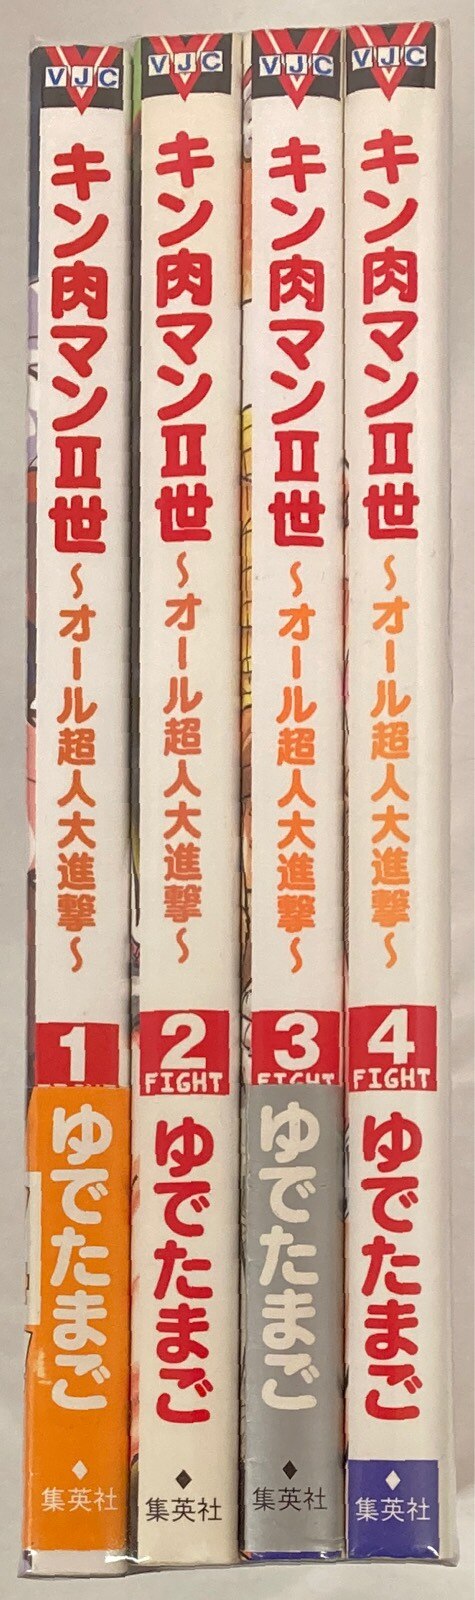 VJC
キン肉マンⅡ世
~オール超人大進撃~
1
FIGHT
ゆでたまご
集英社
VJC
キン肉マンⅡ世
~オール超人大進撃~
2
FIGHT
ゆでたまご
集英社
VJC
キン肉マンⅡ世
~オール超人大進撃~
3
FIGHT
ゆでたまご
集英社
VJC
キン肉マンⅡ世
~オール超人大進撃~
4
FIGHT
ゆでたまご
集英社